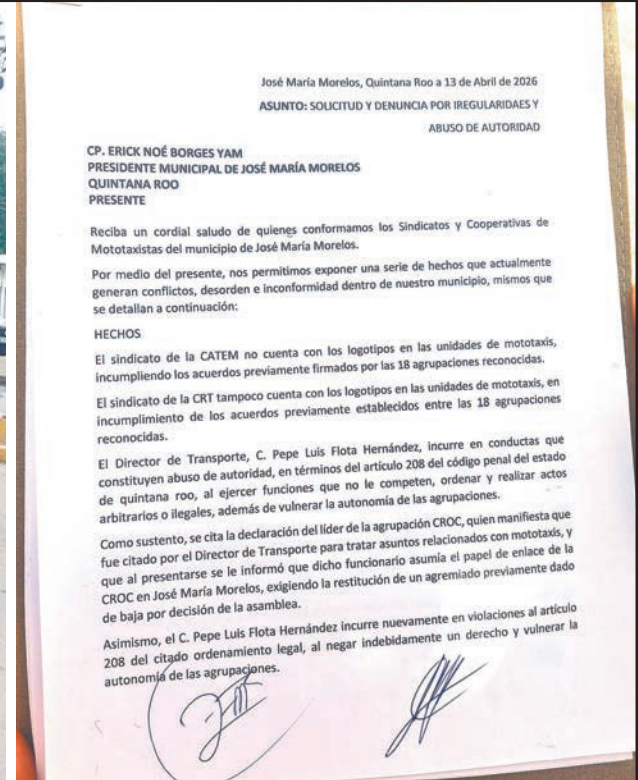 José María Morelos, Quintana Roo a 13 de Abril de 2026
ASUNTO: SOLICITUD Y DENUNCIA POR IREGULARIDAES Y
ABUSO DE AUTORIDAD
CP. ERICK NOÉ BORGES YAM
PRESIDENTE MUNICIPAL DE JOSÉ MARÍA MORELOS
QUINTANA ROO
PRESENTE
Reciba un cordial saludo de quienes conformamos los Sindicatos y Cooperativas de
Mototaxistas del municipio de José María Morelos.
Por medio del presente, nos permitimos exponer una serie de hechos que actualmente
generan conflictos, desorden e inconformidad dentro de nuestro municipio, mismos que
se detallan a continuación:
HECHOS
El sindicato de la CATEM no cuenta con los logotipos en las unidades de mototaxis,
incumpliendo los acuerdos previamente firmados por las 18 agrupaciones reconocidas.
El sindicato de la CRT tampoco cuenta con los logotipos en las unidades de mototaxis, en
incumplimiento de los acuerdos previamente establecidos entre las 18 agrupaciones
reconocidas.
El Director de Transporte, C. Pepe Luis Flota Hernández, incurre en conductas que
constituyen abuso de autoridad, en términos del artículo 208 del código penal del estado
de quintana roo, al ejercer funciones que no le competen, ordenar y realizar actos
arbitrarios o ilegales, además de vulnerar la autonomía de las agrupaciones.
Como sustento, se cita la declaración del líder de la agrupación CROC, quien manifiesta que
fue citado por el Director de Transporte para tratar asuntos relacionados con mototaxis, y
que al presentarse se le informó que dicho funcionario asumía el papel de enlace de la
CROC en José María Morelos, exigiendo la restitución de un agremiado previamente dado
de baja por decisión de la asamblea.
Asimismo, el C. Pepe Luis Flota Hernández incurre nuevamente en violaciones al artículo
208 del citado ordenamiento legal, al negar indebidamente un derecho y vulnerar la
autonomía de las agrupaciones.